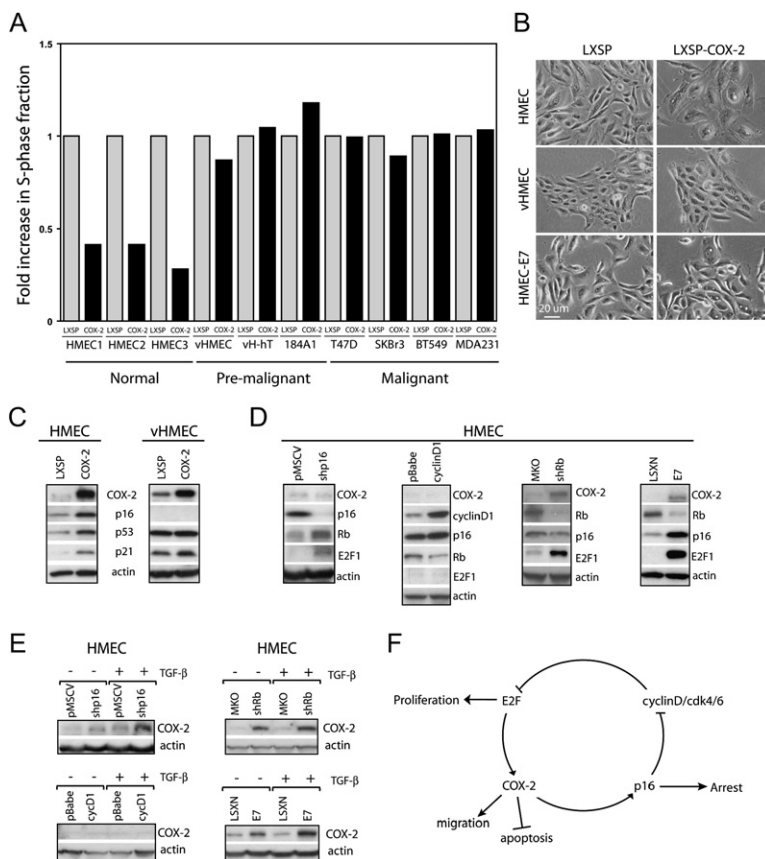 A
Fold increase in S-phase fraction
1.5
1
0.5
0
LXSP COX-2 LXSP COX-2 LXSP COX-2 LXSP COX-2 LXSP COX-2 LXSP COX-2 LXSP COX-2 LXSP COX-2 LXSP COX-2 LXSP COX-2
HMEC1 HMEC2 HMEC3 vHMEC vH-hT 184A1 T47D SKBr3 BT549 MDA231
Normal Pre-malignant Malignant
B
LXSP LXSP-COX-2
HMEC
vHMEC
HMEC-E7
20 um
C
HMEC vHMEC
LXSP COX-2 LXSP COX-2
COX-2
p16
p53
p21
actin
D
HMEC
pMSCV shp16
COX-2
p16
Rb
E2F1
actin
pBabe cyclinD1
COX-2
cyclinD1
p16
Rb
E2F1
actin
MKO shRb
COX-2
Rb
p16
E2F1
actin
LSXN E7
COX-2
Rb
p16
E2F1
actin
E
HMEC
- - + + TGF-β
pMSCV shp16 pMSCV shp16
COX-2
actin
- - + + TGF-β
pBabe cycD1 pBabe cycD1
COX-2
actin
HMEC
- - + + TGF-β
MKO shRb MKO shRb
COX-2
actin
- - + + TGF-β
LSXN E7 LSXN E7
COX-2
actin
F
Proliferation E2F cyclinD/cdk4/6
COX-2 p16 Arrest
migration
apoptosis